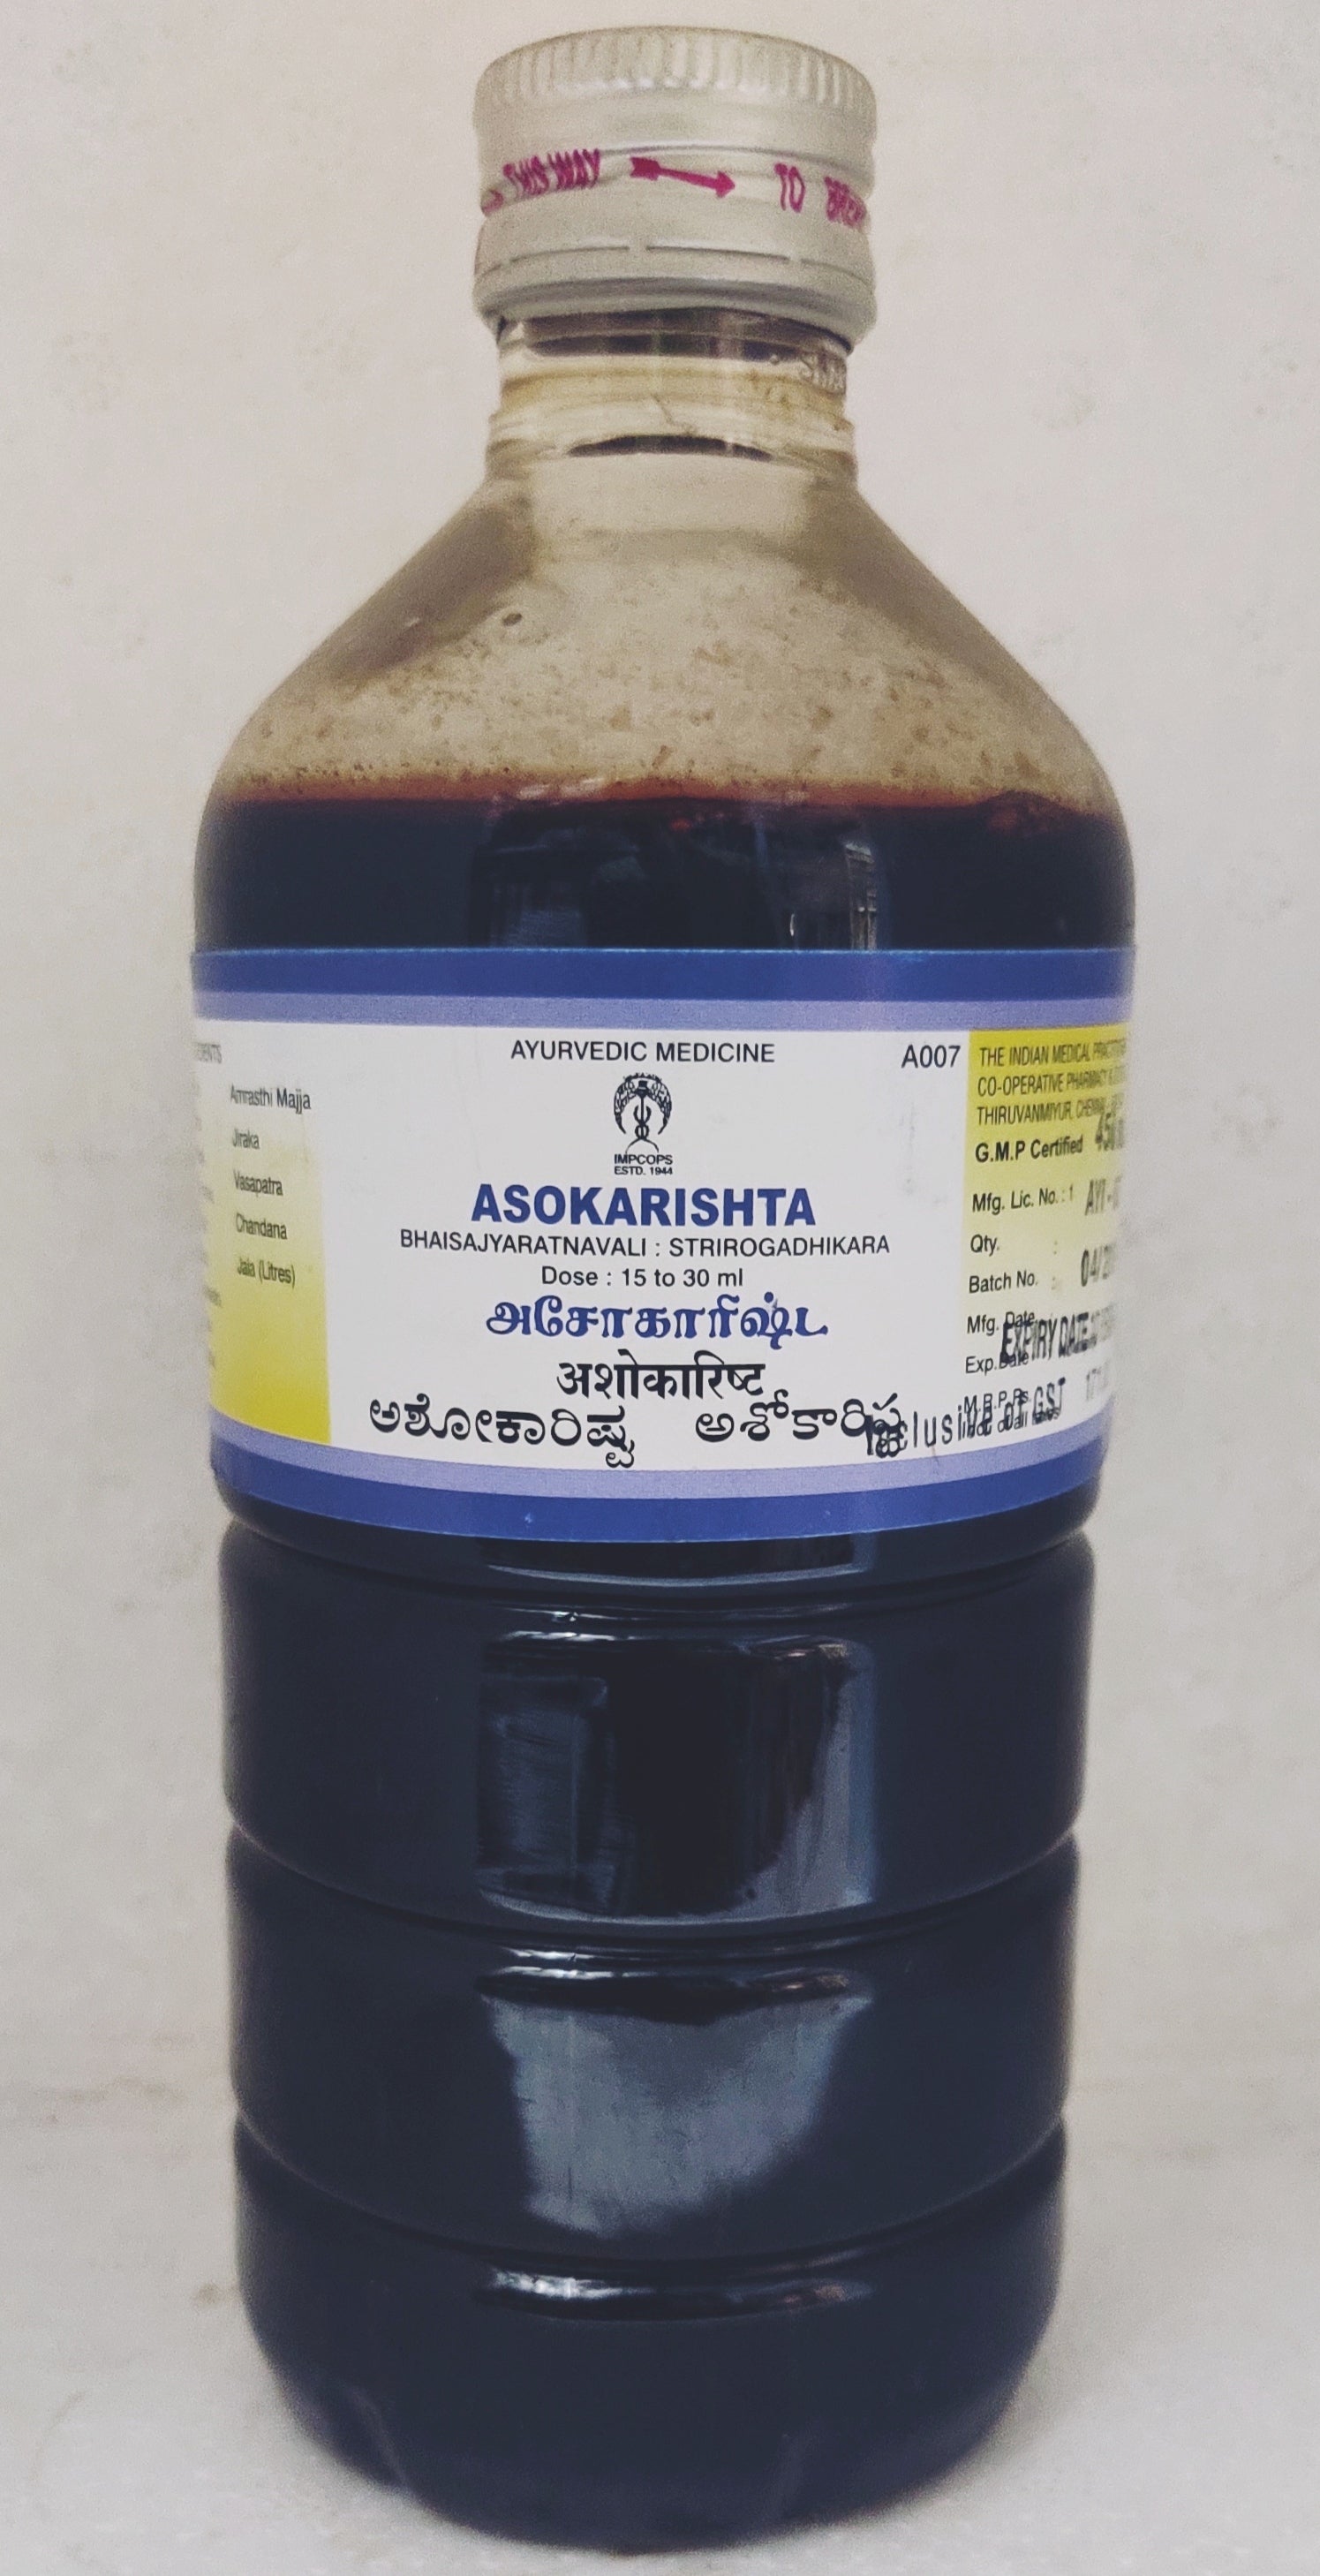 THIS WAY TO
AYURVEDIC MEDICINE
A007
IMPCOPS
ESTD. 1944
ASOKARISHTA
BHAISAJYARATNAVALI : STRIROGADHIKARA
Dose : 15 to 30 ml
அசோகாரிஷ்ட
अशोकारिष्ट
ಅಶೋಕಾರಿಷ್ಟ అశోకారిష్ట
Amrasthi Majja
Jiraka
Vasapatra
Chandana
Jala (Litres)
THE INDIAN MEDICAL
CO-OPERATIVE PHARMACY
THIRUVANMIYUR,
G.M.P Certified
Mfg. Lic. No. :
Qty. :
Batch No. :
Mfg. Date
Exp. Date
EXPIRY DATE
M.R.P. Rs.
Inclusive of GST